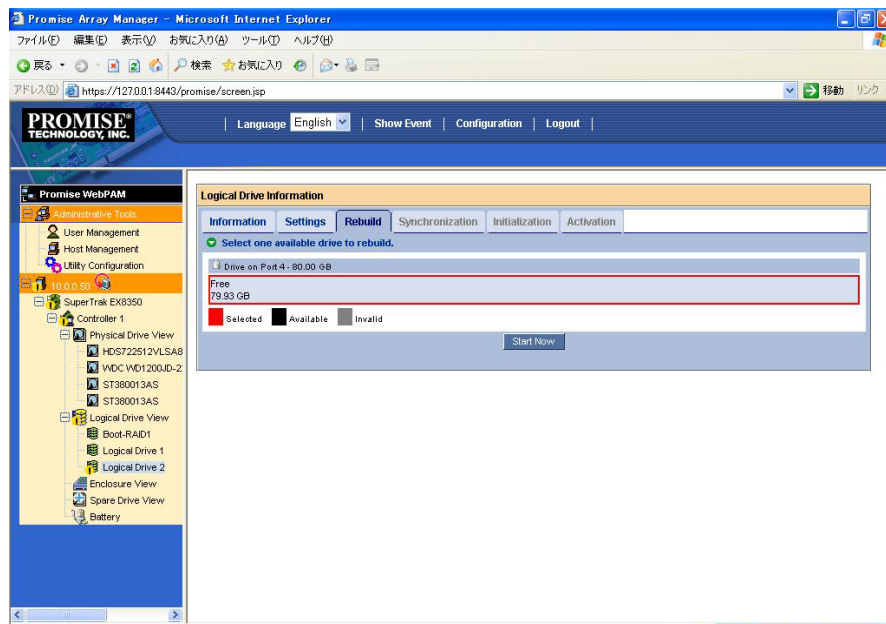 Promise Array Manager - Microsoft Internet Explorer
ファイル(F) 編集(E) 表示(V) お気に入り(A) ツール(T) ヘルプ(H)
戻る 検索 お気に入り
アドレス(D) https://127.0.0.1:8443/promise/screen.jsp 移動 リンク
PROMISE®
TECHNOLOGY, INC.
| Language English | Show Event | Configuration | Logout |
Promise WebPAM
Administrative Tools
User Management
Host Management
Utility Configuration
10.0.0.50
SuperTrak EX8350
Controller 1
Physical Drive View
HDS722512VLSA8
WDC WD1200JD-2
ST380013AS
ST380013AS
Logical Drive View
Boot-RAID1
Logical Drive 1
Logical Drive 2
Enclosure View
Spare Drive View
Battery
Logical Drive Information
Information Settings Rebuild Synchronization Initialization Activation
Select one available drive to rebuild.
Drive on Port 4 - 80.00 GB
Free
79.93 GB
Selected Available Invalid
Start Now